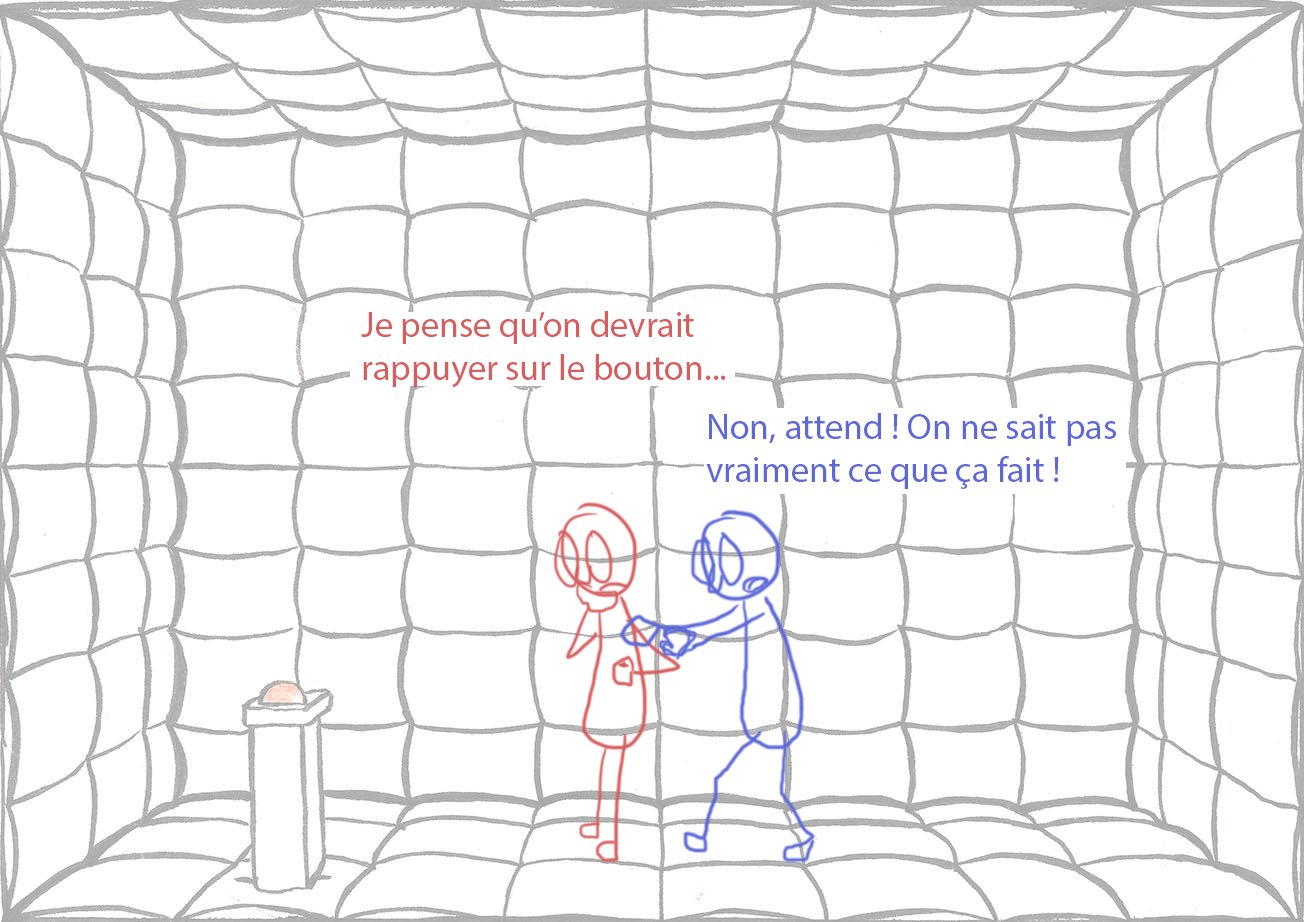 Je pense qu'on devrait
rappuyer sur le bouton...
Non, attend ! On ne sait pas
vraiment ce que ça fait !